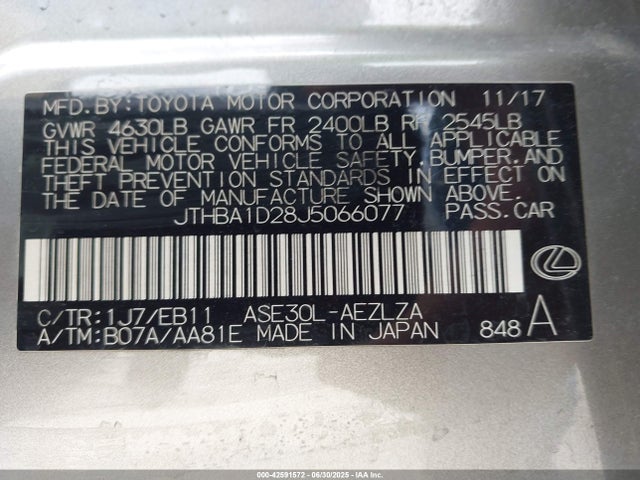 MFD.BY:TOYOTA MOTOR CORPORATION 11/17
GVWR 4630LB GAWR FR 2400LB RR 2545LB
THIS VEHICLE CONFORMS TO ALL APPLICABLE
FEDERAL MOTOR VEHICLE SAFETY, BUMPER, AND
THEFT PREVENTION STANDARDS IN EFFECT ON
THE DATE OF MANUFACTURE SHOWN ABOVE.
JTHBA1D28J5066077 PASS.CAR
C/TR:1J7/EB11 ASE30L-AEZLZA
A/TM:B07A/AA81E MADE IN JAPAN 848 A
000-42591572 - 06/30/2025 - IAAI, Inc.